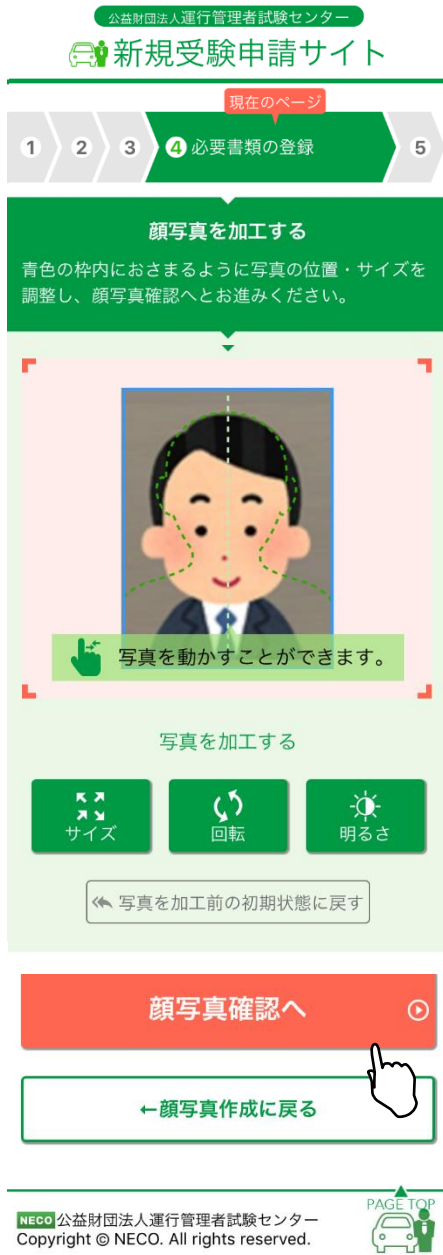 公益財団法人運行管理者試験センター
新規受験申請サイト
現在のページ
1 2 3 4 必要書類の登録 5
顔写真を加工する
青色の枠内におさまるように写真の位置・サイズを
調整し、顔写真確認へとお進みください。
写真を動かすことができます。
写真を加工する
サイズ 回転 明るさ
写真を加工前の初期状態に戻す
顔写真確認へ
←顔写真作成に戻る
PAGE TOP
NECO 公益財団法人運行管理者試験センター
Copyright © NECO. All rights reserved.